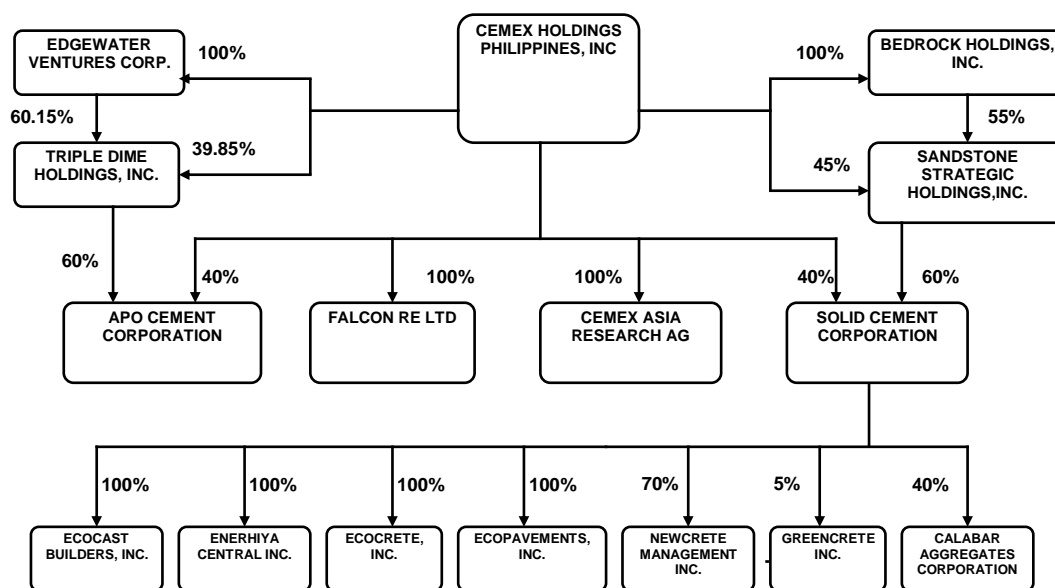 CEMEX HOLDINGS
PHILIPPINES, INC
EDGEWATER
VENTURES CORP.
100%
100%
BEDROCK HOLDINGS,
INC.
60.15%
55%
TRIPLE DIME
HOLDINGS, INC.
39.85%
45%
SANDSTONE
STRATEGIC
HOLDINGS,INC.
60%
40%
100%
100%
40%
60%
APO CEMENT
CORPORATION
FALCON RE LTD
CEMEX ASIA
RESEARCH AG
SOLID CEMENT
CORPORATION
100%
100%
100%
100%
70%
5%
40%
ECOCAST
BUILDERS, INC.
ENERHIYA
CENTRAL INC.
ECOCRETE,
INC.
ECOPAVEMENTS,
INC.
NEWCRETE
MANAGEMENT
INC.
GREENCRETE
INC.
CALABAR
AGGREGATES
CORPORATION